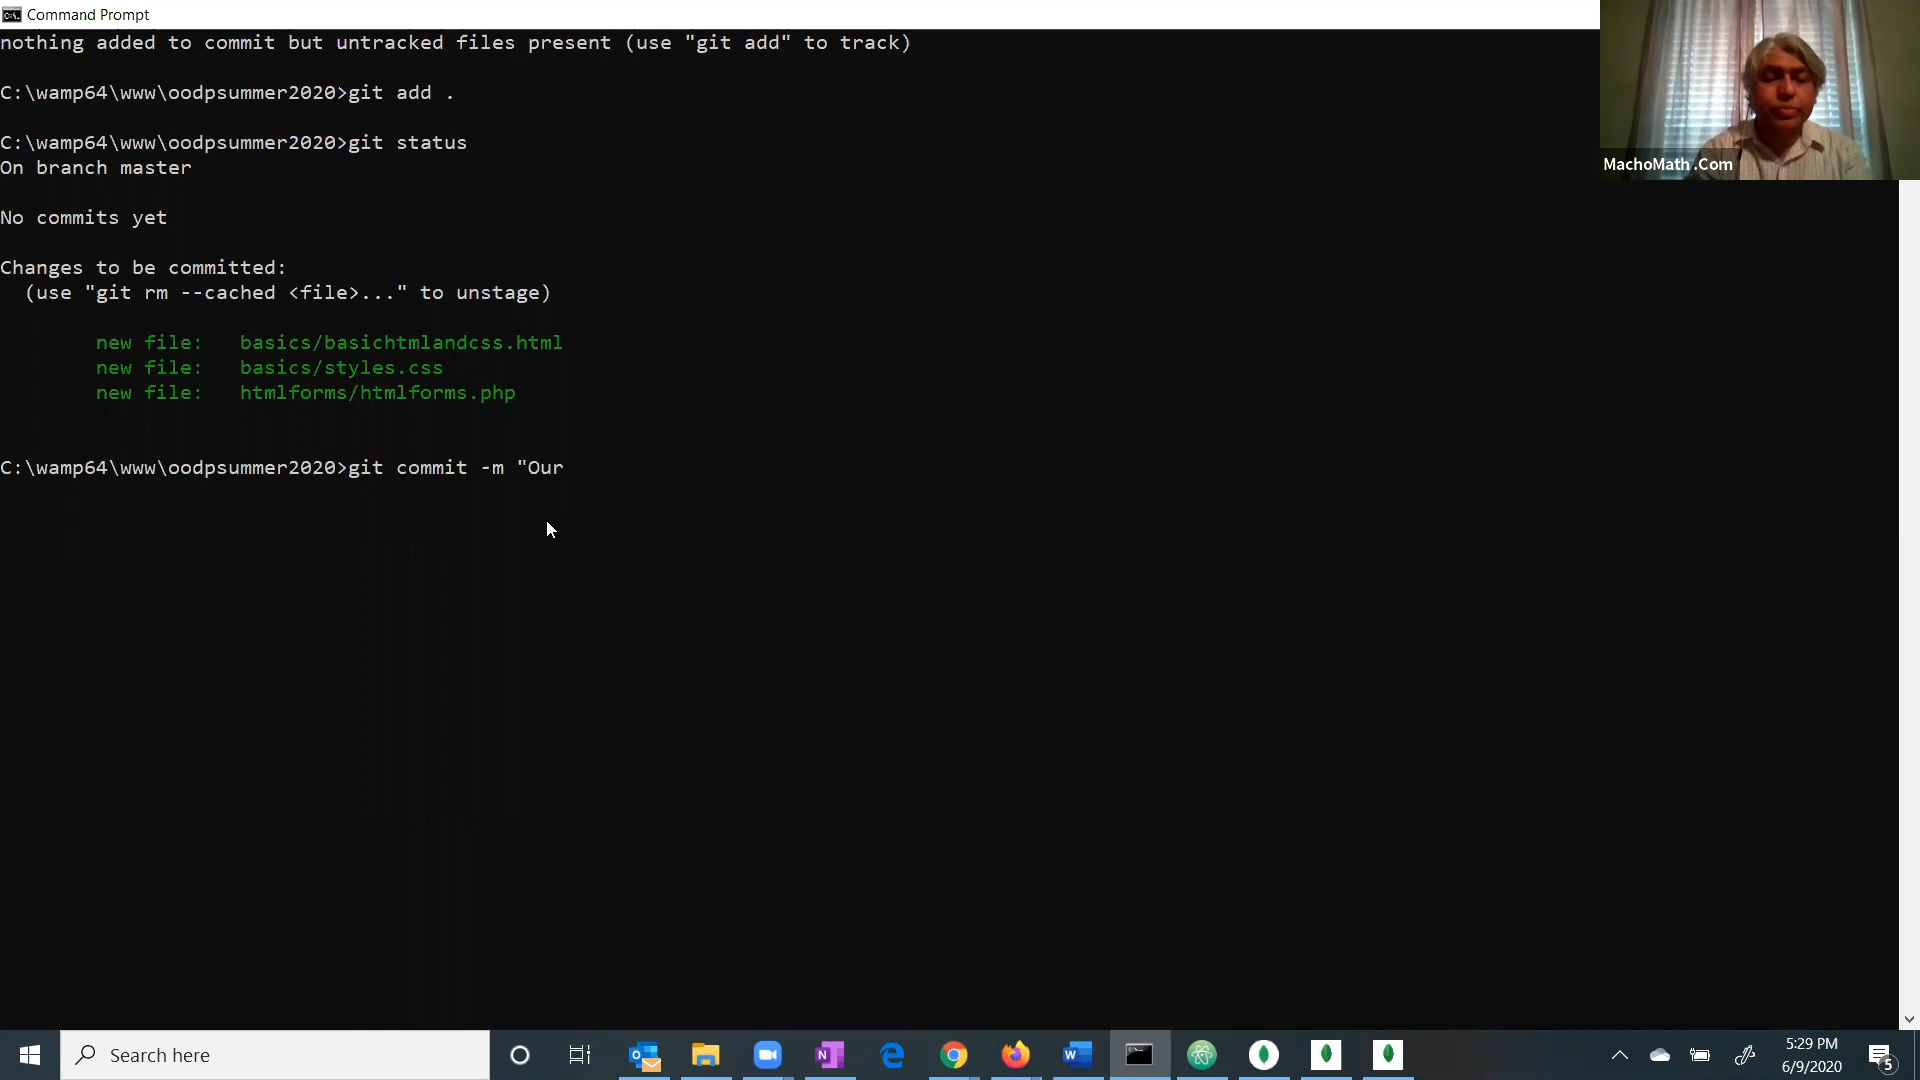 Command Prompt
nothing added to commit but untracked files present (use "git add" to track)
C:\wamp64\www\oodpsummer2020>git add .
C:\wamp64\www\oodpsummer2020>git status
On branch master
No commits yet
Changes to be committed:
(use "git rm --cached <file>..." to unstage)
new file: basics/basichtmlandcss.html
new file: basics/styles.css
new file: htmlforms/htmlforms.php
C:\wamp64\www\oodpsummer2020>git commit -m "Our
MachoMath .Com
Search here
5:29 PM
6/9/2020
5